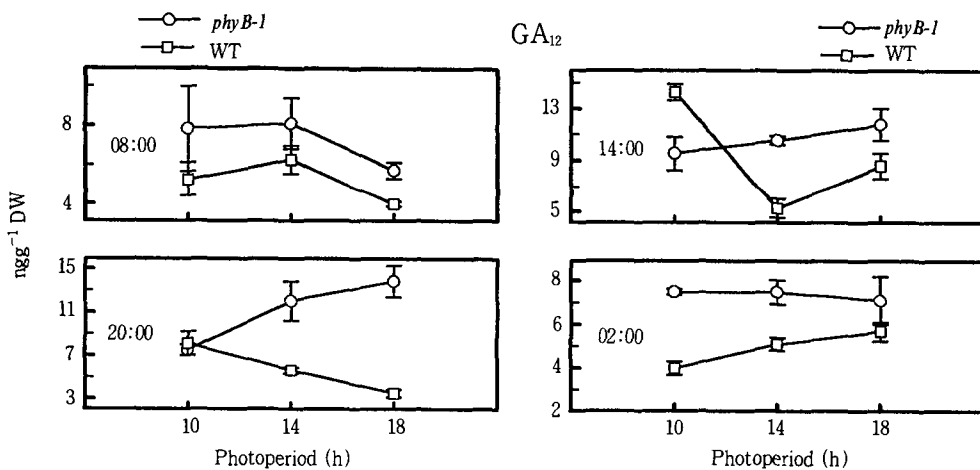 phyB-1
WT
GA₁₂
phyB-1
WT
ngg⁻¹ DW
8
4
08:00
13
9
5
14:00
15
11
7
3
20:00
8
6
4
2
02:00
10 14 18
Photoperiod (h)
10 14 18
Photoperiod (h)